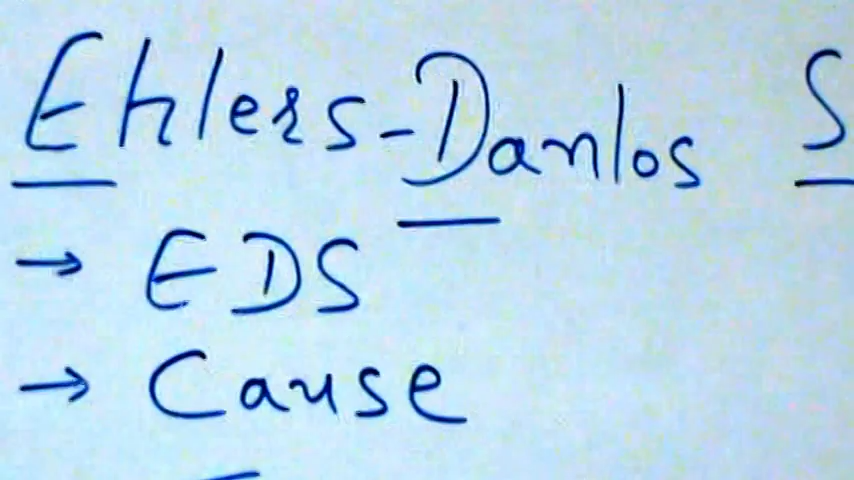 Ehlers-Danlos S
→ EDS
→ Cause